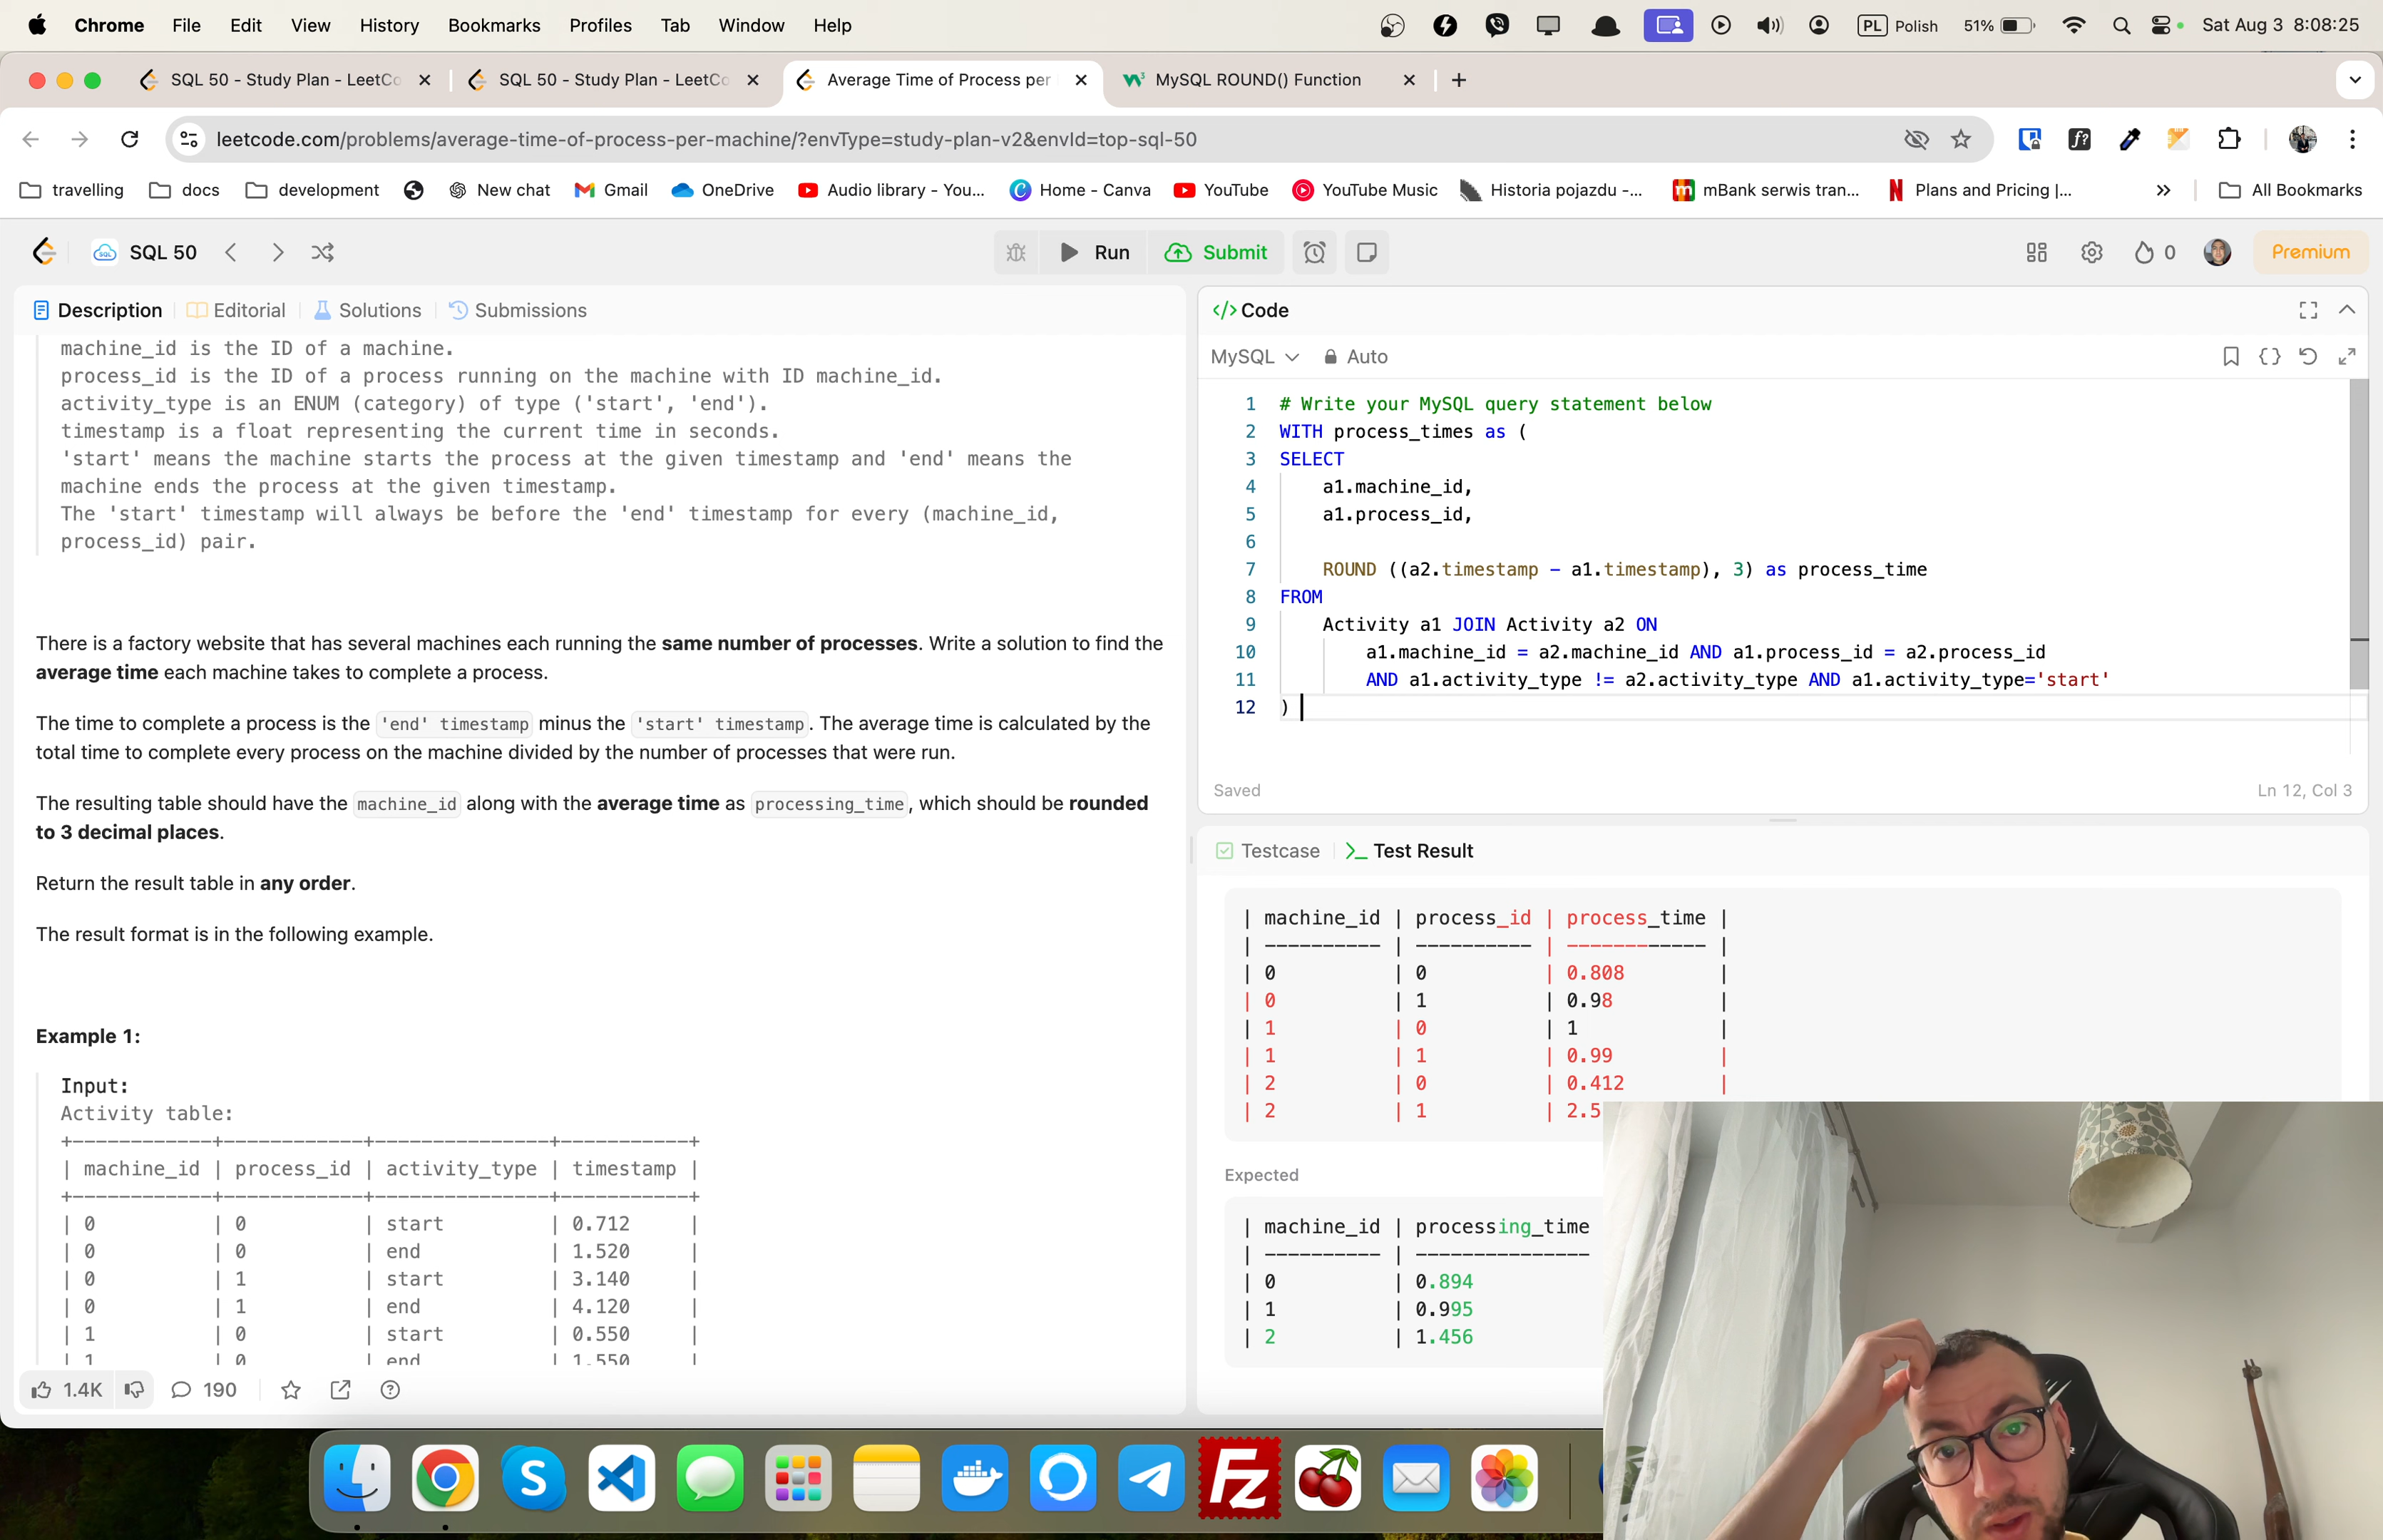 Chrome File Edit View History Bookmarks Profiles Tab Window Help PL Polish 51% Sat Aug 3 8:08:25
SQL 50 - Study Plan - LeetCo SQL 50 - Study Plan - LeetCo Average Time of Process per MySQL ROUND() Function
leetcode.com/problems/average-time-of-process-per-machine/?envType=study-plan-v2&envId=top-sql-50
travelling docs development New chat Gmail OneDrive Audio library - You... Home - Canva YouTube YouTube Music Historia pojazdu -... mBank serwis tran... Plans and Pricing |... All Bookmarks
SQL 50 Run Submit 0 Premium
Description Editorial Solutions Submissions
machine_id is the ID of a machine.
process_id is the ID of a process running on the machine with ID machine_id.
activity_type is an ENUM (category) of type ('start', 'end').
timestamp is a float representing the current time in seconds.
'start' means the machine starts the process at the given timestamp and 'end' means the
machine ends the process at the given timestamp.
The 'start' timestamp will always be before the 'end' timestamp for every (machine_id,
process_id) pair.
There is a factory website that has several machines each running the same number of processes. Write a solution to find the
average time each machine takes to complete a process.
The time to complete a process is the 'end' timestamp minus the 'start' timestamp. The average time is calculated by the
total time to complete every process on the machine divided by the number of processes that were run.
The resulting table should have the machine_id along with the average time as processing_time, which should be rounded
to 3 decimal places.
Return the result table in any order.
The result format is in the following example.
Example 1:
Input:
Activity table:
+------------+------------+---------------+-----------+
| machine_id | process_id | activity_type | timestamp |
+------------+------------+---------------+-----------+
| 0 | 0 | start | 0.712 |
| 0 | 0 | end | 1.520 |
| 0 | 1 | start | 3.140 |
| 0 | 1 | end | 4.120 |
| 1 | 0 | start | 0.550 |
| 1 | 0 | end | 1.550 |
1.4K 190
Code
MySQL Auto
1 # Write your MySQL query statement below
2 WITH process_times as (
3 SELECT
4 a1.machine_id,
5 a1.process_id,
6
7 ROUND ((a2.timestamp - a1.timestamp), 3) as process_time
8 FROM
9 Activity a1 JOIN Activity a2 ON
10 a1.machine_id = a2.machine_id AND a1.process_id = a2.process_id
11 AND a1.activity_type != a2.activity_type AND a1.activity_type='start'
12 )
Saved Ln 12, Col 3
Testcase Test Result
| machine_id | process_id | process_time |
| ---------- | ---------- | ------------ |
| 0 | 0 | 0.808 |
| 0 | 1 | 0.98 |
| 1 | 0 | 1 |
| 1 | 1 | 0.99 |
| 2 | 0 | 0.412 |
| 2 | 1 | 2.5
Expected
| machine_id | processing_time
| ---------- | ---------------
| 0 | 0.894
| 1 | 0.995
| 2 | 1.456